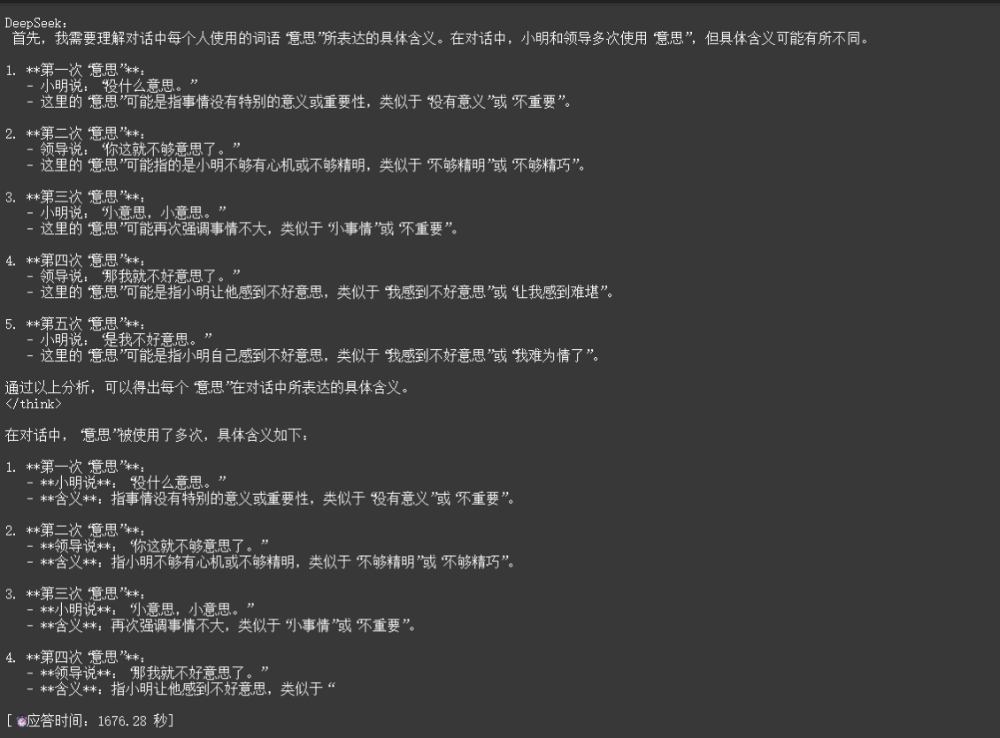 DeepSeek：
首先，我需要理解对话中每个人使用的词语“意思”所表达的具体含义。在对话中，小明和领导多次使用“意思”，但具体含义可能有所不同。
1. **第一次“意思”**：
- 小明说：“没什么意思。”
- 这里的“意思”可能是指事情没有特别的意义或重要性，类似于“没有意义”或“不重要”。
2. **第二次“意思”**：
- 领导说：“你这就不够意思了。”
- 这里的“意思”可能指的是小明不够有心机或不够精明，类似于“不够精明”或“不够精巧”。
3. **第三次“意思”**：
- 小明说：“小意思，小意思。”
- 这里的“意思”可能再次强调事情不大，类似于“小事情”或“不重要”。
4. **第四次“意思”**：
- 领导说：“那我就不好意思了。”
- 这里的“意思”可能是指小明让他感到不好意思，类似于“我感到不好意思”或“让我感到难堪”。
5. **第五次“意思”**：
- 小明说：“是我不好意思。”
- 这里的“意思”可能是指小明自己感到不好意思，类似于“我感到不好意思”或“我难为情了”。
通过以上分析，可以得出每个“意思”在对话中所表达的具体含义。
</think>
在对话中，“意思”被使用了多次，具体含义如下：
1. **第一次“意思”**：
- **小明说**：“没什么意思。”
- **含义**：指事情没有特别的意义或重要性，类似于“没有意义”或“不重要”。
2. **第二次“意思”**：
- **领导说**：“你这就不够意思了。”
- **含义**：指小明不够有心机或不够精明，类似于“不够精明”或“不够精巧”。
3. **第三次“意思”**：
- **小明说**：“小意思，小意思。”
- **含义**：再次强调事情不大，类似于“小事情”或“不重要”。
4. **第四次“意思”**：
- **领导说**：“那我就不好意思了。”
- **含义**：指小明让他感到不好意思，类似于“
[⏱应答时间：1676.28 秒]